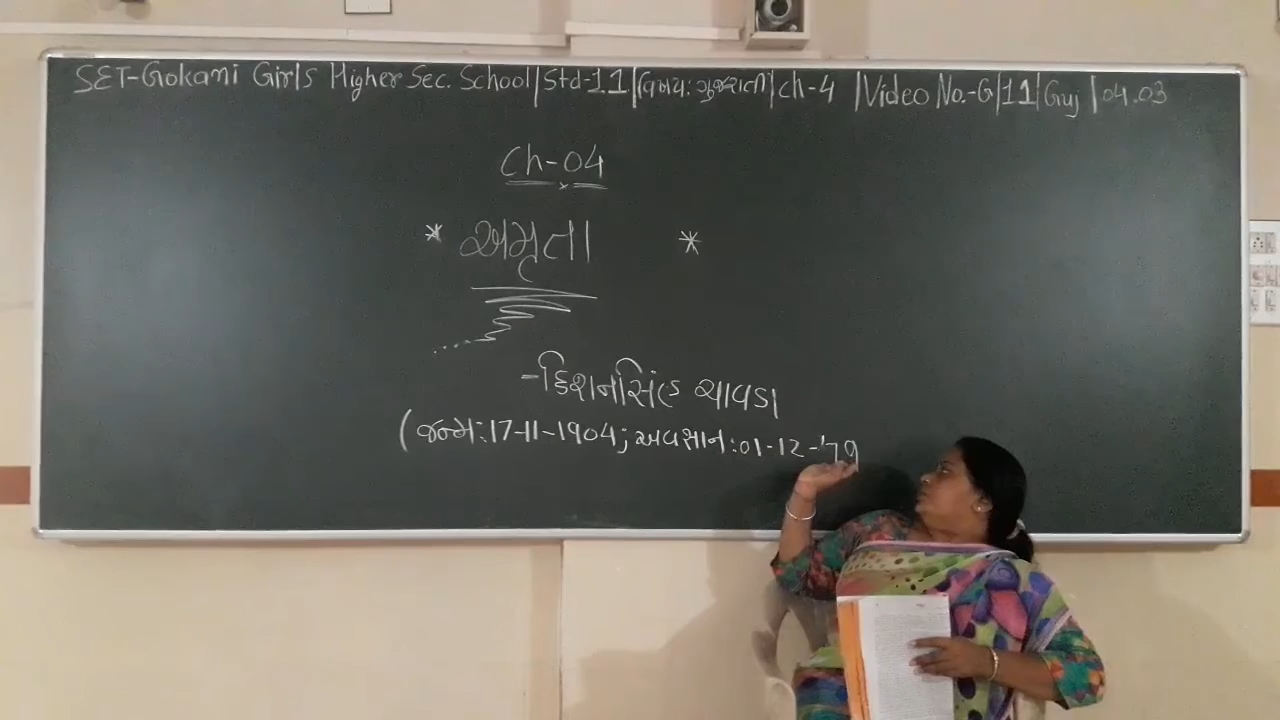 SET-Gokani Girls Higher Sec. School|Std-11|વિષય: ગુજરાતી|ch-4 |Video No.-G|11|Guj|04.03
Ch-04
* અમૃતા *
-કિશનસિંહ ચાવડા
(જન્મ:17-11-1904; અવસાન:01-12-'79